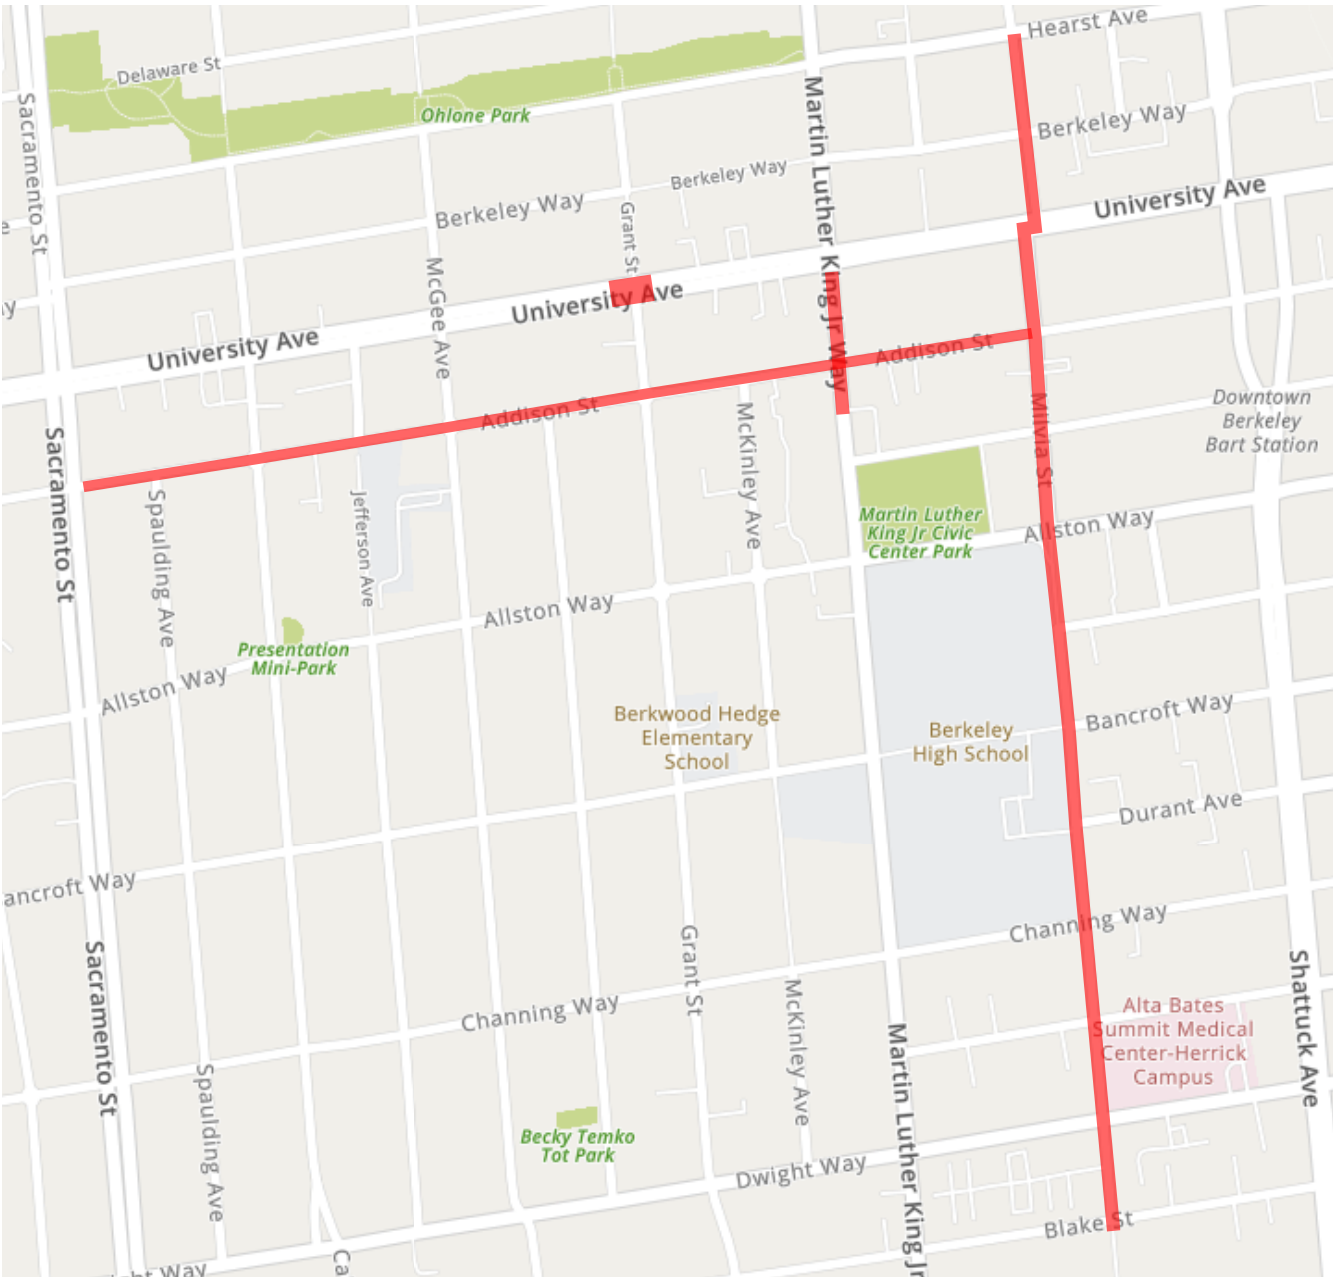 Hearst Ave
Delaware St
Sacramento St
Ohlone Park
Martin Luther King Jr Way
Berkeley Way
Berkeley Way
Berkeley Way
University Ave
Grant St
McGee Ave
University Ave
University Ave
Addison St
Addison St
Milvia St
Downtown
Berkeley
Bart Station
McKinley Ave
Sacramento St
Spaulding Ave
Jefferson Ave
Martin Luther
King Jr Civic
Center Park
Allston Way
Allston Way
Presentation
Mini-Park
Allston Way
Berkwood Hedge
Elementary
School
Berkeley
High School
Bancroft Way
Durant Ave
ancroft Way
Channing Way
Grant St
Sacramento St
Shattuck Ave
McKinley Ave
Channing Way
Alta Bates
Summit Medical
Center-Herrick
Campus
Martin Luther King Jr
Spaulding Ave
Becky Temko
Tot Park
Dwight Way
Blake St
Ca
ght Way